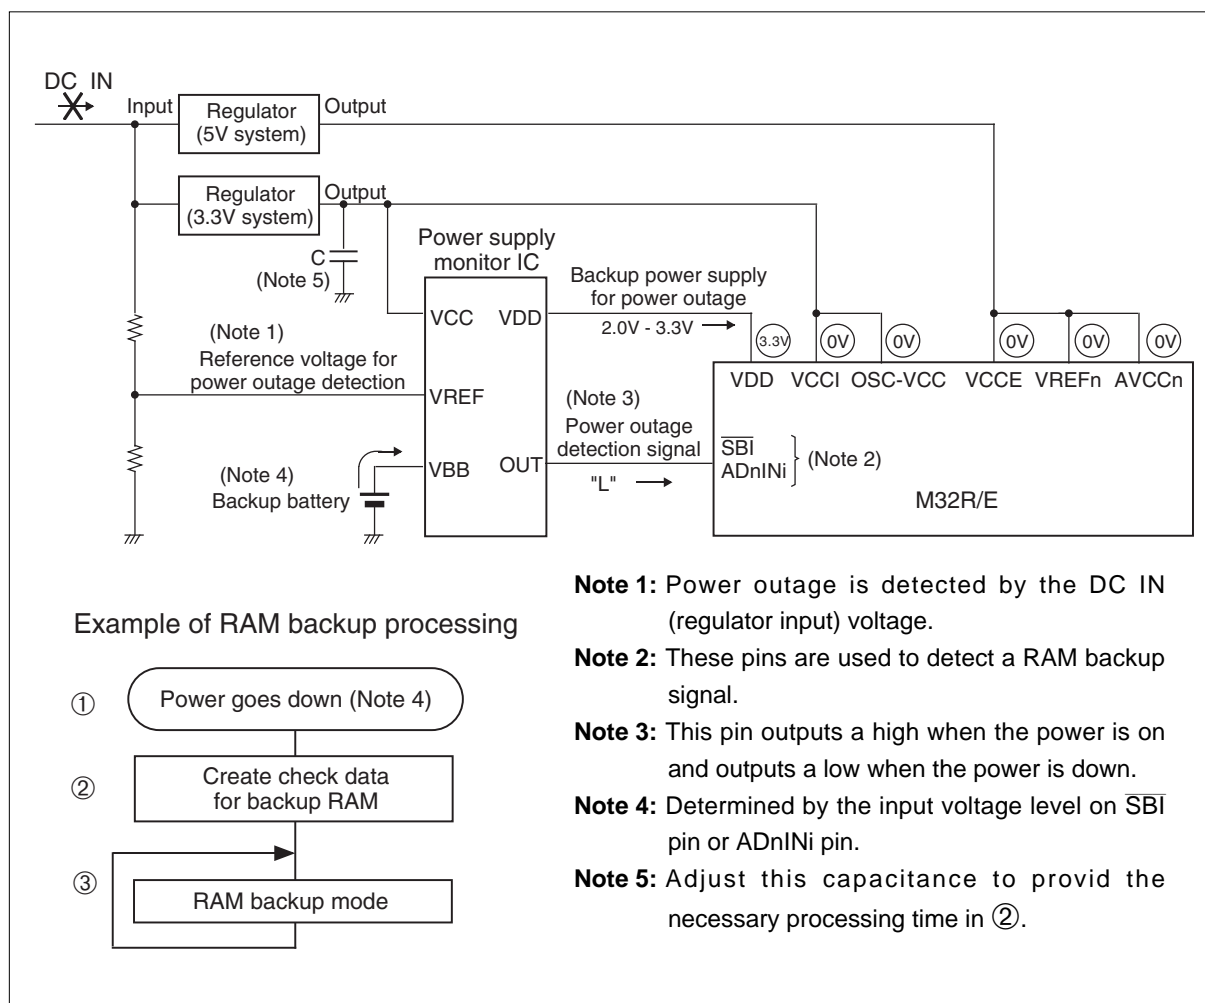 DC IN
Input
Regulator
(5V system)
Output
Regulator
(3.3V system)
Output
C
(Note 5)
Power supply
monitor IC
Backup power supply
for power outage
2.0V - 3.3V
VCC
VDD
(Note 1)
Reference voltage for
power outage detection
VREF
(Note 3)
Power outage
detection signal
"L"
(Note 4)
Backup battery
VBB
OUT
3.3V
0V
0V
0V
0V
0V
VDD
VCCI
OSC-VCC
VCCE
VREFn
AVCCn
SBI
ADnINi
(Note 2)
M32R/E
Example of RAM backup processing
①
Power goes down (Note 4)
②
Create check data
for backup RAM
③
RAM backup mode
Note 1: Power outage is detected by the DC IN
(regulator input) voltage.
Note 2: These pins are used to detect a RAM backup
signal.
Note 3: This pin outputs a high when the power is on
and outputs a low when the power is down.
Note 4: Determined by the input voltage level on SBI
pin or ADnINi pin.
Note 5: Adjust this capacitance to provid the
necessary processing time in ②.